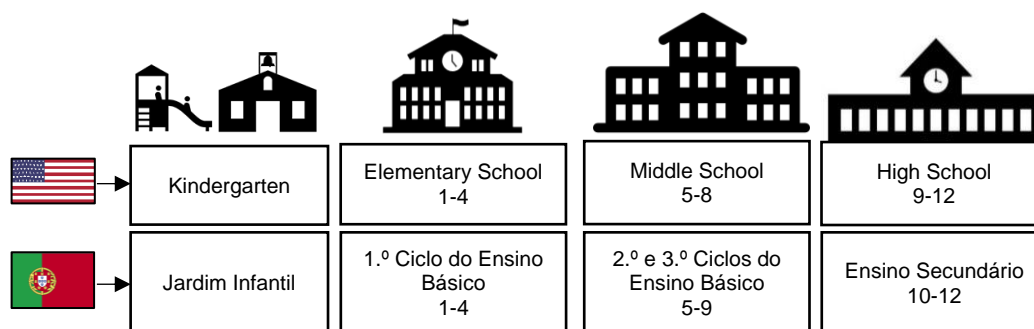 Kindergarten
Elementary School
1-4
Middle School
5-8
High School
9-12
Jardim Infantil
1.º Ciclo do Ensino
Básico
1-4
2.º e 3.º Ciclos do
Ensino Básico
5-9
Ensino Secundário
10-12